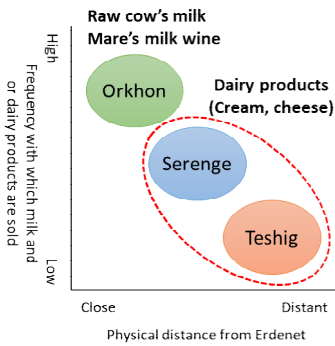 Raw cow's milk
Mare's milk wine
High
Orkhon
Dairy products
(Cream, cheese)
Frequency with which milk and
or dairy products are sold
Serenge
Teshig
Low
Close
Distant
Physical distance from Erdenet